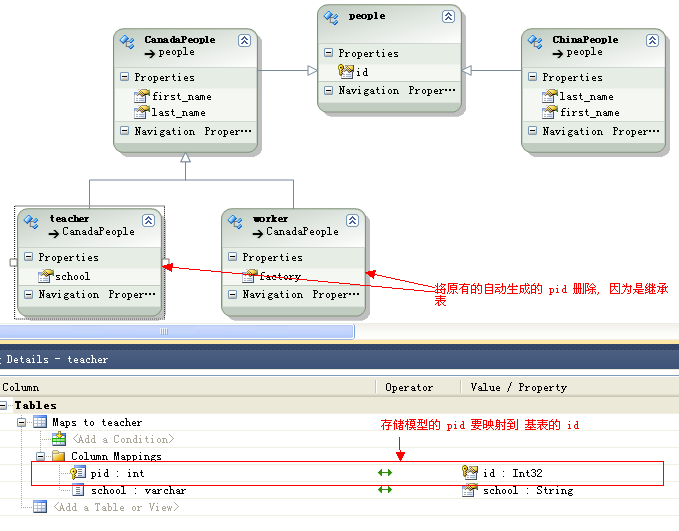 CanadaPeople
people
Properties
first_name
last_name
Navigation Proper...
people
Properties
id
Navigation Proper...
ChinaPeople
people
Properties
last_name
first_name
Navigation Proper...
teacher
CanadaPeople
Properties
school
Navigation Proper...
worker
CanadaPeople
Properties
factory
Navigation Proper...
将原有的自动生成的 pid 删除, 因为是继承
表
Details - teacher
Column Operator Value / Property
Tables
Maps to teacher
<Add a Condition>
存储模型的 pid 要映射到 基表的 id
Column Mappings
pid : int id : Int32
school : varchar school : String
<Add a Table or View>